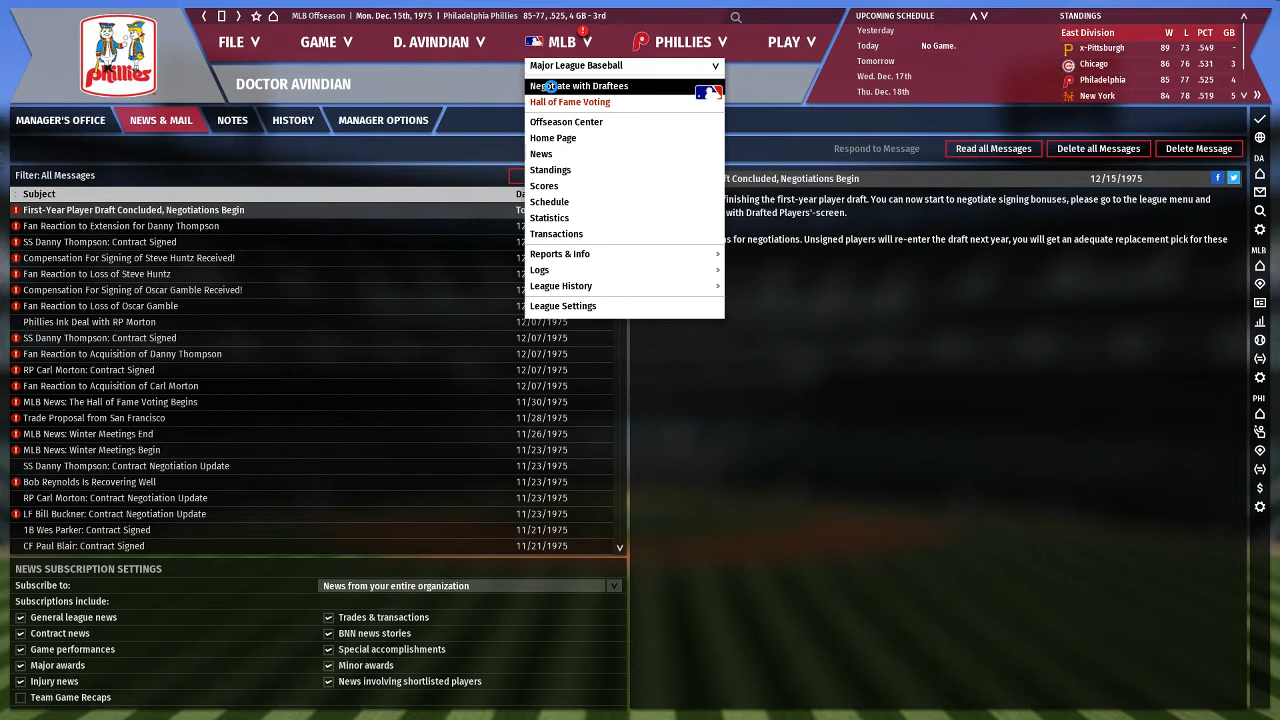 MLB Offseason | Mon. Dec. 15th, 1975 | Philadelphia Phillies 85-77, .525, 4 GB - 3rd
FILE GAME D. AVINDIAN MLB PHILLIES PLAY
Phillies
DOCTOR AVINDIAN
UPCOMING SCHEDULE
Yesterday
Today No Game.
Tomorrow
Wed. Dec. 17th
Thu. Dec. 18th
STANDINGS
East Division W L PCT GB
x-Pittsburgh 89 73 .549 -
Chicago 86 76 .531 3
Philadelphia 85 77 .525 4
New York 84 78 .519 5
MANAGER'S OFFICE NEWS & MAIL NOTES HISTORY MANAGER OPTIONS
Major League Baseball
Negotiate with Draftees
Hall of Fame Voting
Offseason Center
Home Page
News
Standings
Scores
Schedule
Statistics
Transactions
Reports & Info >
Logs >
League History >
League Settings
Respond to Message Read all Messages Delete all Messages Delete Message
Filter: All Messages
Subject
First-Year Player Draft Concluded, Negotiations Begin
Fan Reaction to Extension for Danny Thompson
SS Danny Thompson: Contract Signed
Compensation For Signing of Steve Huntz Received!
Fan Reaction to Loss of Steve Huntz
Compensation For Signing of Oscar Gamble Received!
Fan Reaction to Loss of Oscar Gamble
Phillies Ink Deal with RP Morton 12/07/1975
SS Danny Thompson: Contract Signed 12/07/1975
Fan Reaction to Acquisition of Danny Thompson 12/07/1975
RP Carl Morton: Contract Signed 12/07/1975
Fan Reaction to Acquisition of Carl Morton 12/07/1975
MLB News: The Hall of Fame Voting Begins 11/30/1975
Trade Proposal from San Francisco 11/28/1975
MLB News: Winter Meetings End 11/26/1975
MLB News: Winter Meetings Begin 11/23/1975
SS Danny Thompson: Contract Negotiation Update 11/23/1975
Bob Reynolds Is Recovering Well 11/23/1975
RP Carl Morton: Contract Negotiation Update 11/23/1975
LF Bill Buckner: Contract Negotiation Update 11/23/1975
1B Wes Parker: Contract Signed 11/21/1975
CF Paul Blair: Contract Signed 11/21/1975
ft Concluded, Negotiations Begin 12/15/1975
finishing the first-year player draft. You can now start to negotiate signing bonuses, please go to the league menu and
with Drafted Players'-screen.
ns for negotiations. Unsigned players will re-enter the draft next year, you will get an adequate replacement pick for these
NEWS SUBSCRIPTION SETTINGS
Subscribe to: News from your entire organization
Subscriptions include:
General league news Trades & transactions
Contract news BNN news stories
Game performances Special accomplishments
Major awards Minor awards
Injury news News involving shortlisted players
Team Game Recaps
DA
MLB
PHI